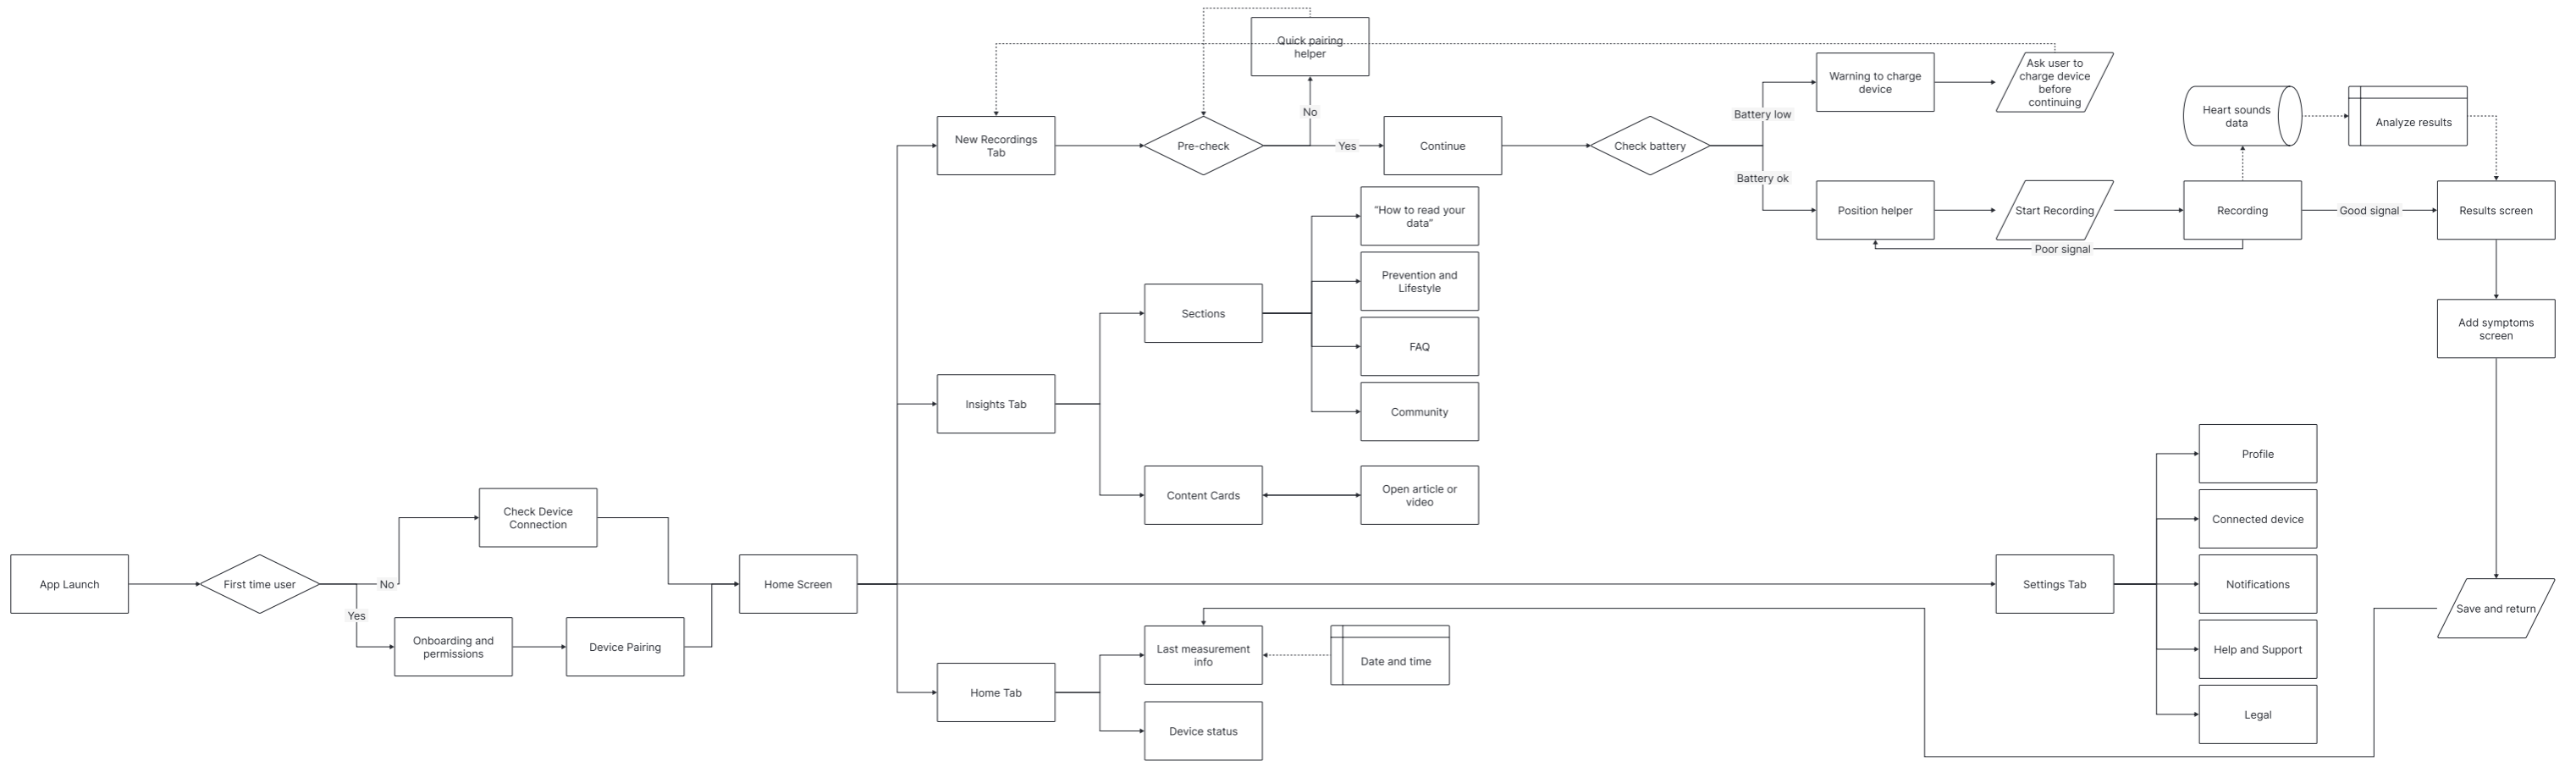 Quick pairing
helper
Ask user to
charge device
before
continuing
Warning to charge
device
No
Battery low
Heart sounds
data
Analyze results
New Recordings
Tab
Pre-check
Yes
Continue
Check battery
Battery ok
Position helper
Start Recording
Recording
Good signal
Results screen
Poor signal
"How to read your
data"
Prevention and
Lifestyle
Sections
FAQ
Community
Add symptoms
screen
Insights Tab
Content Cards
Open article or
video
Profile
Connected device
Notifications
Help and Support
Legal
Settings Tab
Save and return
Check Device
Connection
App Launch
First time user
No
Yes
Onboarding and
permissions
Device Pairing
Home Screen
Last measurement
info
Date and time
Home Tab
Device status